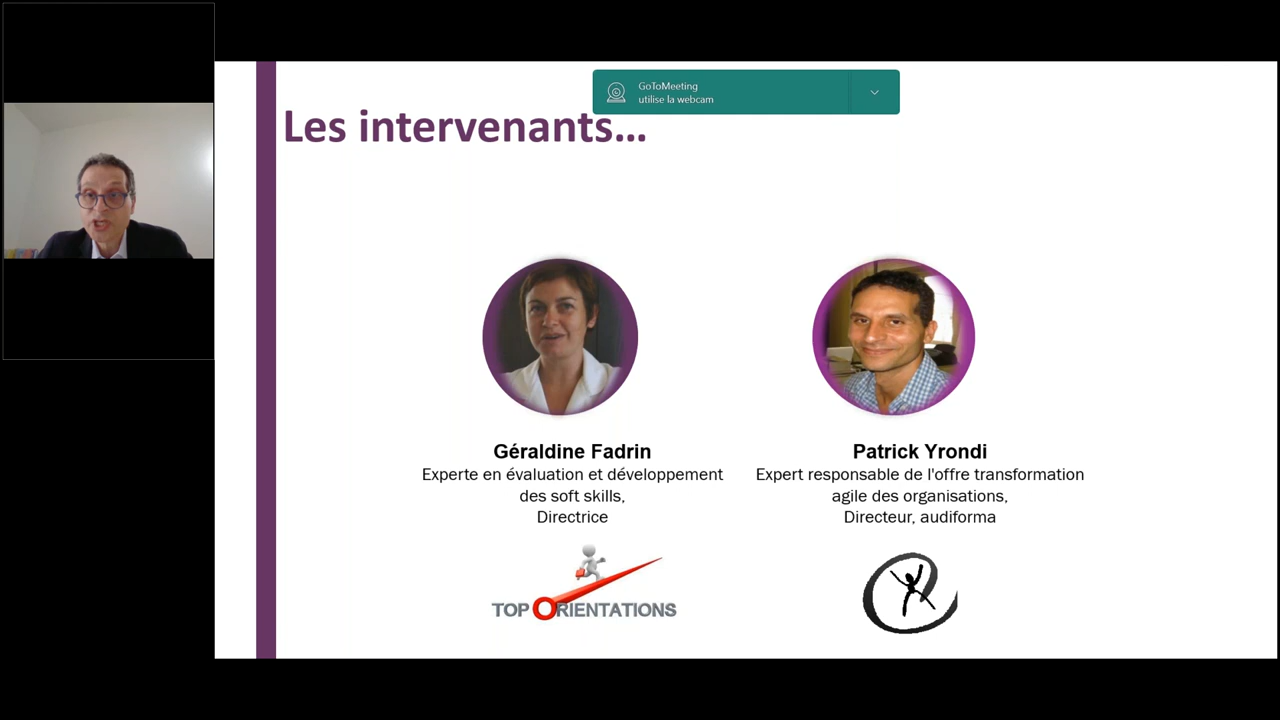 GoToMeeting
utilise la webcam
Les intervenants...
Géraldine Fadrin
Experte en évaluation et développement
des soft skills,
Directrice
TOP ORIENTATIONS
Patrick Yrondi
Expert responsable de l'offre transformation
agile des organisations,
Directeur, audiforma